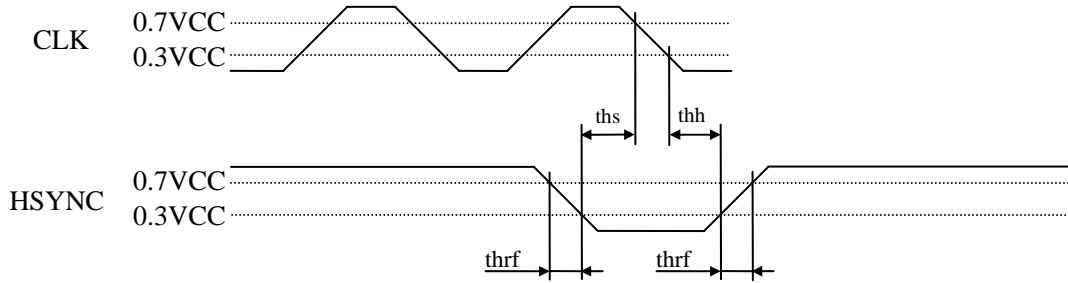 0.7VCC
CLK
0.3VCC
ths
thh
0.7VCC
HSYNC
0.3VCC
thrf
thrf